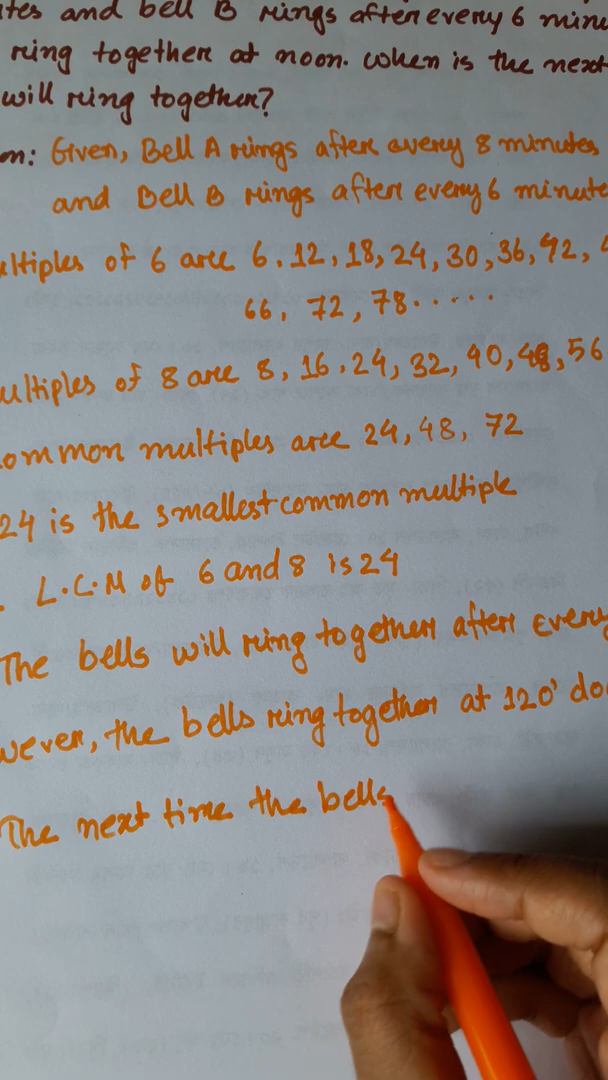 tes and bell B rings after every 6 minu
ring together at noon. When is the next
will ring together?
on: Given, Bell A rings after every 8 minutes
and Bell B rings after every 6 minute
ultiples of 6 are 6, 12, 18, 24, 30, 36, 42,
66, 72, 78.....
ultiples of 8 are 8, 16, 24, 32, 40, 48, 56
ommon multiples are 24, 48, 72
24 is the smallest common multiple
L.C.M of 6 and 8 is 24
The bells will ring together after every
wever, the bells ring together at 120'
The next time the bells